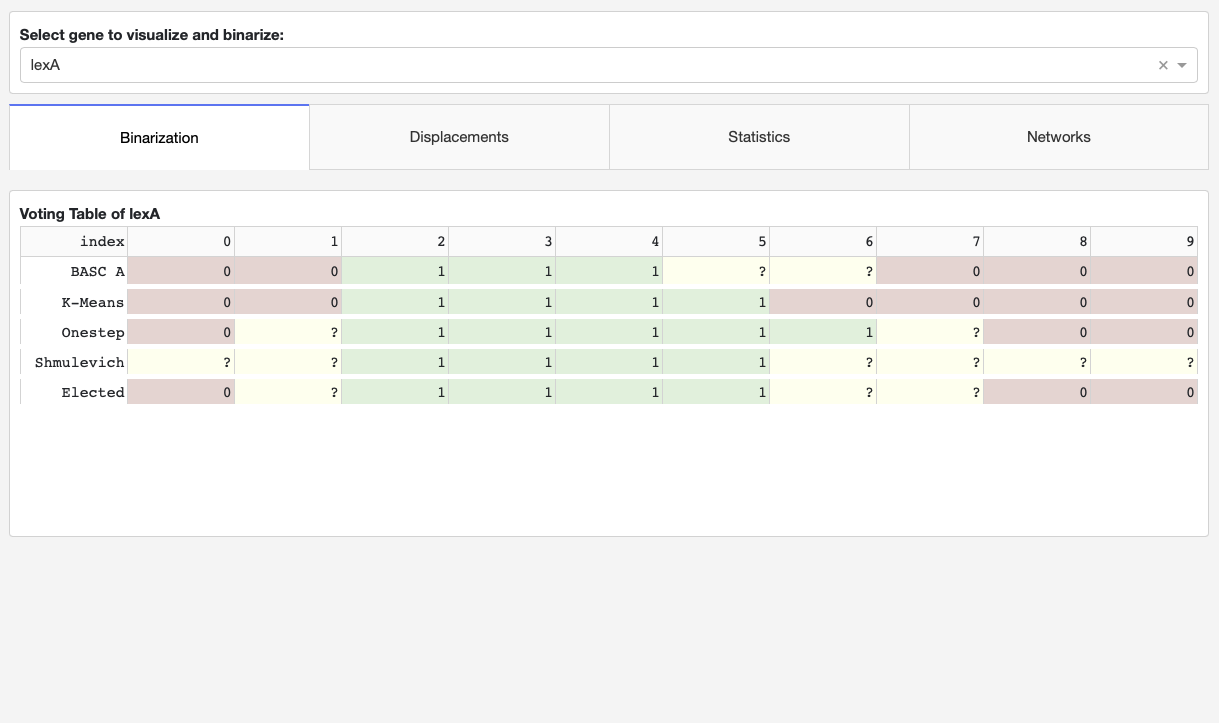 Select gene to visualize and binarize:
lexA × 
Binarization Displacements Statistics Networks
Voting Table of lexA
index 0 1 2 3 4 5 6 7 8 9
BASC A 0 0 1 1 1 ? ? 0 0 0
K-Means 0 0 1 1 1 1 0 0 0 0
Onestep 0 ? 1 1 1 1 1 ? 0 0
Shmulevich ? ? 1 1 1 1 ? ? ? ?
Elected 0 ? 1 1 1 1 ? ? 0 0